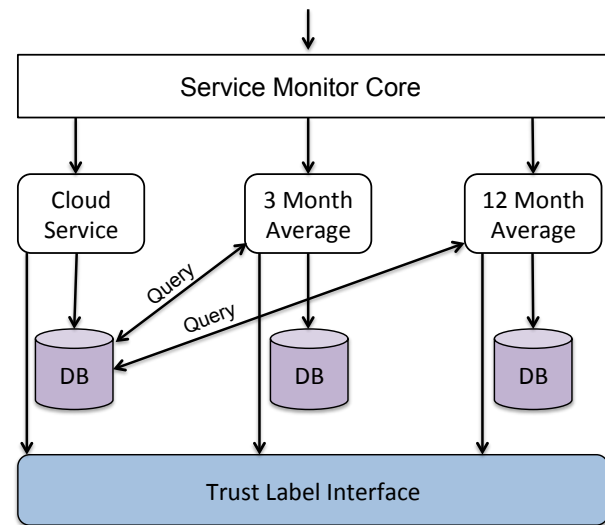 Service Monitor Core
Cloud
Service
3 Month
Average
12 Month
Average
Query
Query
DB
DB
DB
Trust Label Interface